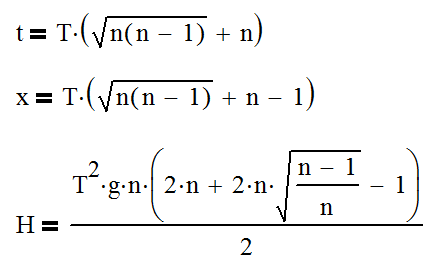 t = T·(√(n(n − 1)) + n)
x = T·(√(n(n − 1)) + n − 1)
H = T²·g·n·(2·n + 2·n·√((n − 1)/n) − 1)/2